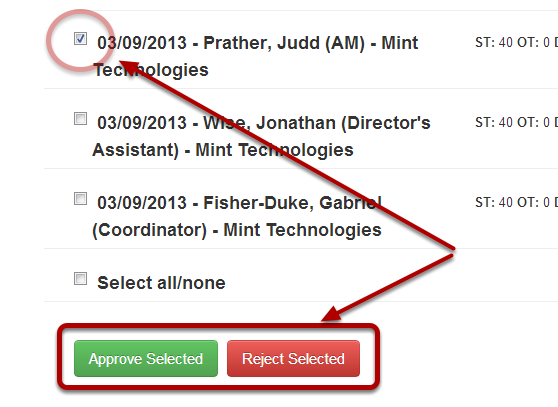 03/09/2013 - Prather, Judd (AM) - Mint
Technologies
ST: 40 OT: 0
03/09/2013 - Wise, Jonathan (Director's
Assistant) - Mint Technologies
ST: 40 OT: 0
03/09/2013 - Fisher-Duke, Gabriel
(Coordinator) - Mint Technologies
ST: 40 OT: 0
Select all/none
Approve Selected
Reject Selected